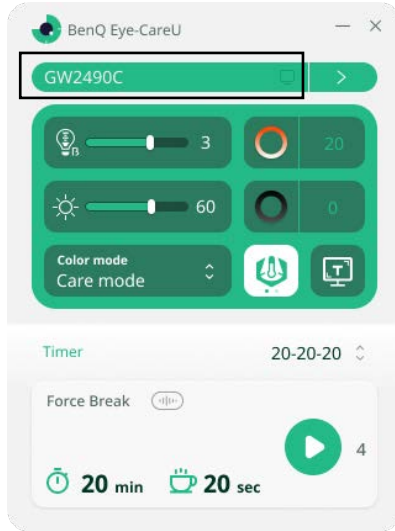 BenQ Eye-CareU
GW2490C
B 3 20
60 0
Color mode
Care mode T
Timer 20-20-20
Force Break
4
20 min 20 sec